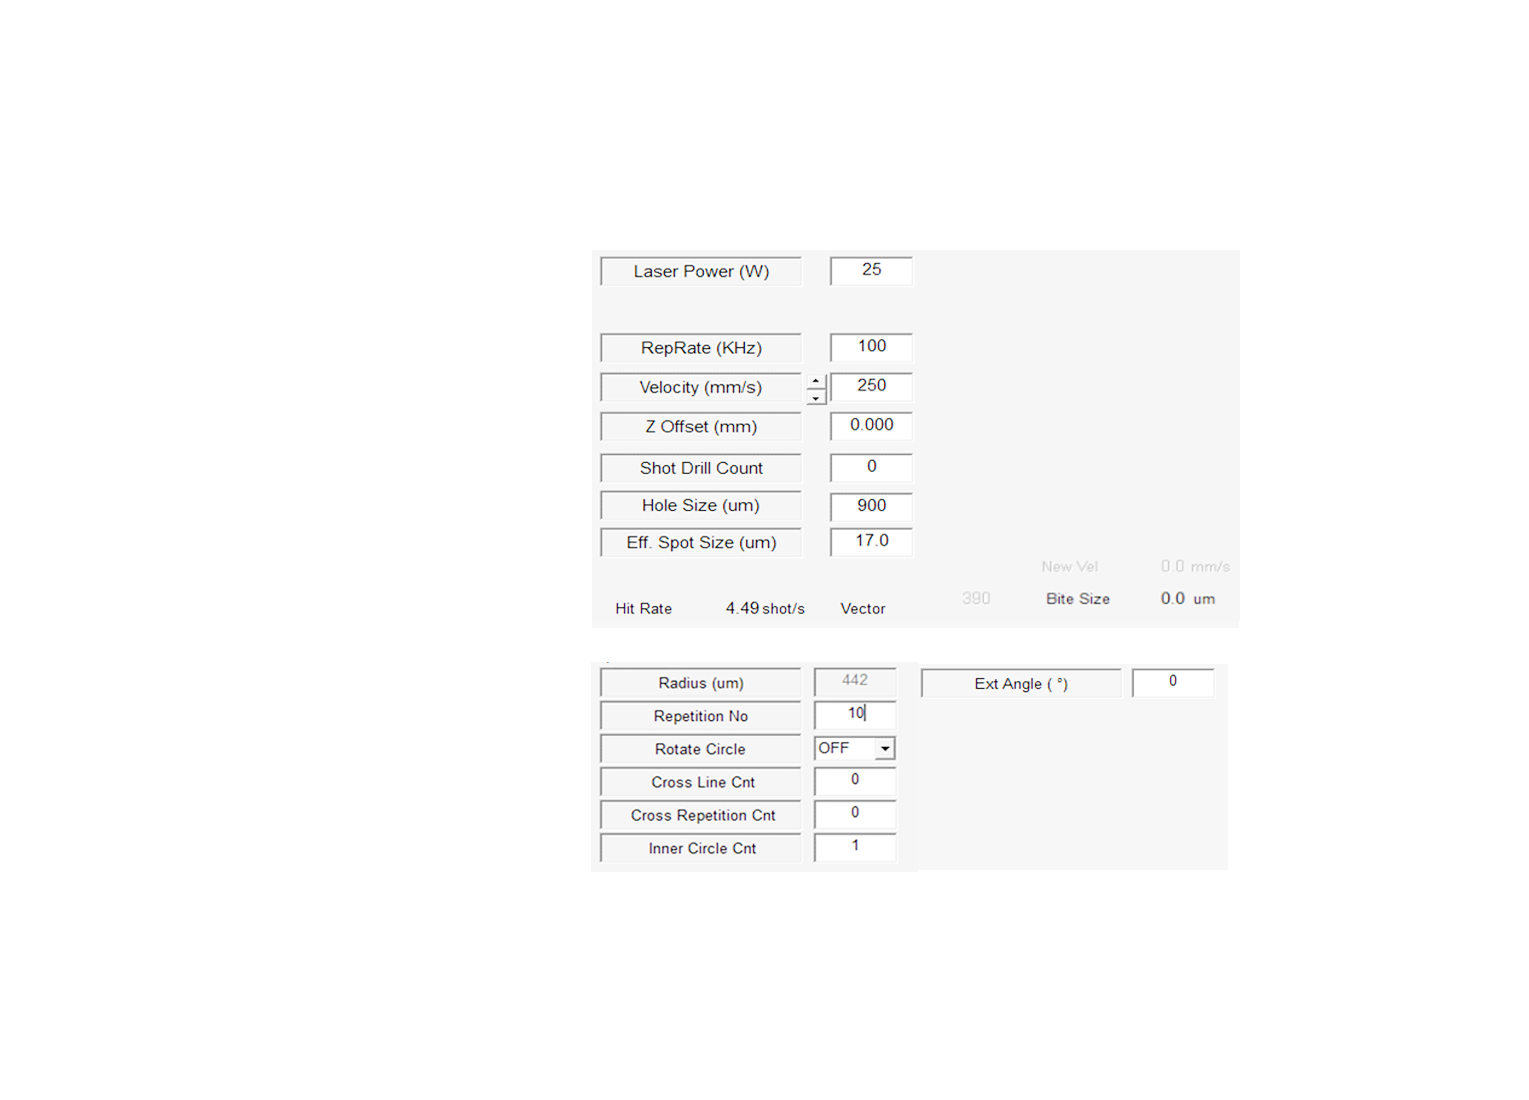 Laser Power (W) 25
RepRate (KHz) 100
Velocity (mm/s) 250
Z Offset (mm) 0.000
Shot Drill Count 0
Hole Size (um) 900
Eff. Spot Size (um) 17.0
New Vel 0.0 mm/s
390 Bite Size 0.0 um
Hit Rate 4.49 shot/s Vector
Radius (um) 442 Ext Angle ( °) 0
Repetition No 10
Rotate Circle OFF
Cross Line Cnt 0
Cross Repetition Cnt 0
Inner Circle Cnt 1